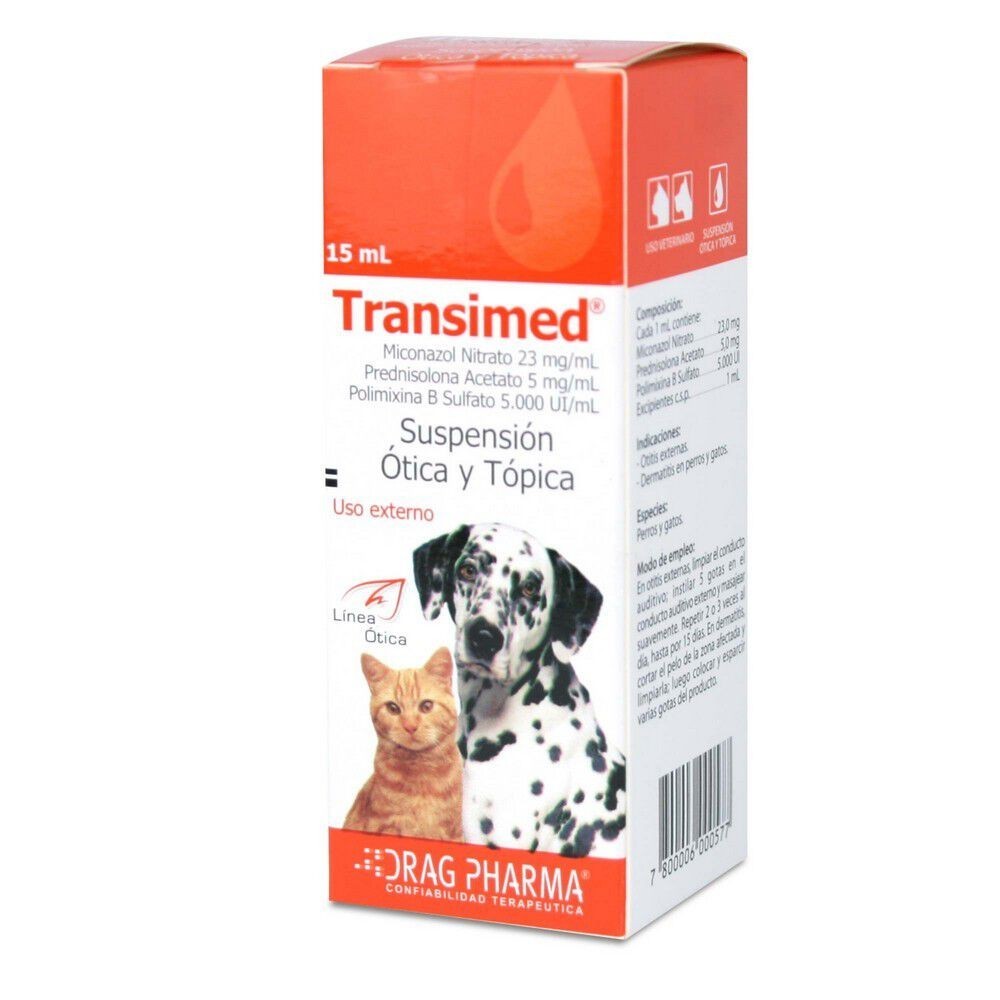 15 mL
Transimed®
Miconazol Nitrato 23 mg/mL
Prednisolona Acetato 5 mg/mL
Polimixina B Sulfato 5.000 UI/mL
Suspensión
Ótica y Tópica
Uso externo
Línea
Ótica
DRAG PHARMA®
CONFIABILIDAD TERAPEUTICA
USO VETERINARIO
SUSPENSIÓN
ÓTICA Y TÓPICA
Composición:
Cada 1 mL contiene:
Miconazol Nitrato 23,0 mg
Prednisolona Acetato 5,0 mg
Polimixina B Sulfato 5.000 UI
Excipientes c.s.p. 1 mL
Indicaciones:
- Otitis externas.
- Dermatitis en perros y gatos.
Especies:
Perros y gatos.
Modo de empleo:
En otitis externas, limpiar el conducto
auditivo; instilar 5 gotas en el
conducto auditivo externo y masajear
suavemente. Repetir 2 o 3 veces al
día, hasta por 15 días. En dermatitis,
cortar el pelo de la zona afectada y
limpiarla; luego colocar y esparcir
varias gotas del producto.
7 800006 000577